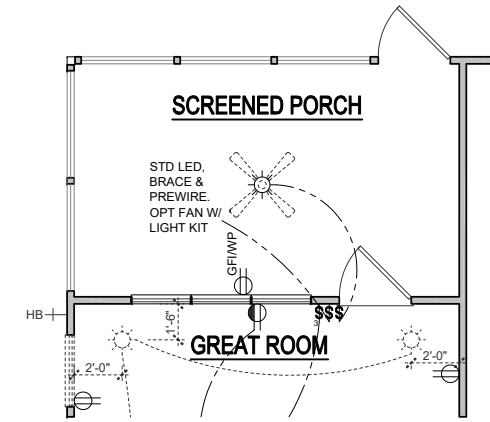 SCREENED PORCH
STD LED,
BRACE &
PREWIRE.
OPT FAN W/
LIGHT KIT
GFI/WP
HB
1'-6"
$$$
3
GREAT ROOM
2'-0"
2'-0"